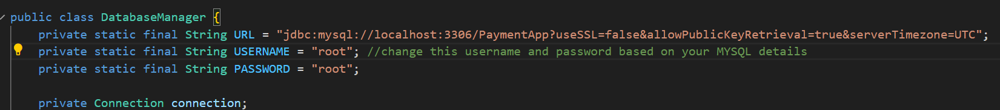 public class DatabaseManager {
private static final String URL = "jdbc:mysql://localhost:3306/PaymentApp?useSSL=false&allowPublicKeyRetrieval=true&serverTimezone=UTC";
private static final String USERNAME = "root"; //change this username and password based on your MYSQL details
private static final String PASSWORD = "root";
private Connection connection;